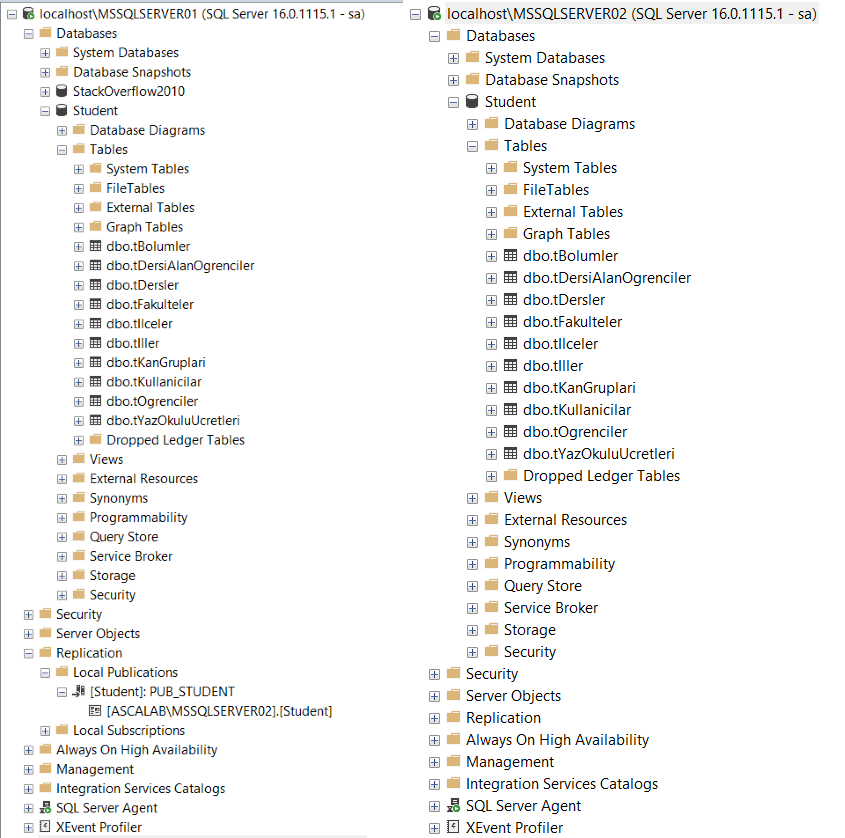 localhost\MSSQLSERVER01 (SQL Server 16.0.1115.1 - sa)
Databases
System Databases
Database Snapshots
StackOverflow2010
Student
Database Diagrams
Tables
System Tables
FileTables
External Tables
Graph Tables
dbo.tBolumler
dbo.tDersiAlanOgrenciler
dbo.tDersler
dbo.tFakulteler
dbo.tIlceler
dbo.tIller
dbo.tKanGruplari
dbo.tKullanicilar
dbo.tOgrenciler
dbo.tYazOkuluUcretleri
Dropped Ledger Tables
Views
External Resources
Synonyms
Programmability
Query Store
Service Broker
Storage
Security
Security
Server Objects
Replication
Local Publications
[Student]: PUB_STUDENT
[ASCALAB\MSSQLSERVER02].[Student]
Local Subscriptions
Always On High Availability
Management
Integration Services Catalogs
SQL Server Agent
XEvent Profiler
localhost\MSSQLSERVER02 (SQL Server 16.0.1115.1 - sa)
Databases
System Databases
Database Snapshots
Student
Database Diagrams
Tables
System Tables
FileTables
External Tables
Graph Tables
dbo.tBolumler
dbo.tDersiAlanOgrenciler
dbo.tDersler
dbo.tFakulteler
dbo.tIlceler
dbo.tIller
dbo.tKanGruplari
dbo.tKullanicilar
dbo.tOgrenciler
dbo.tYazOkuluUcretleri
Dropped Ledger Tables
Views
External Resources
Synonyms
Programmability
Query Store
Service Broker
Storage
Security
Security
Server Objects
Replication
Always On High Availability
Management
Integration Services Catalogs
SQL Server Agent
XEvent Profiler